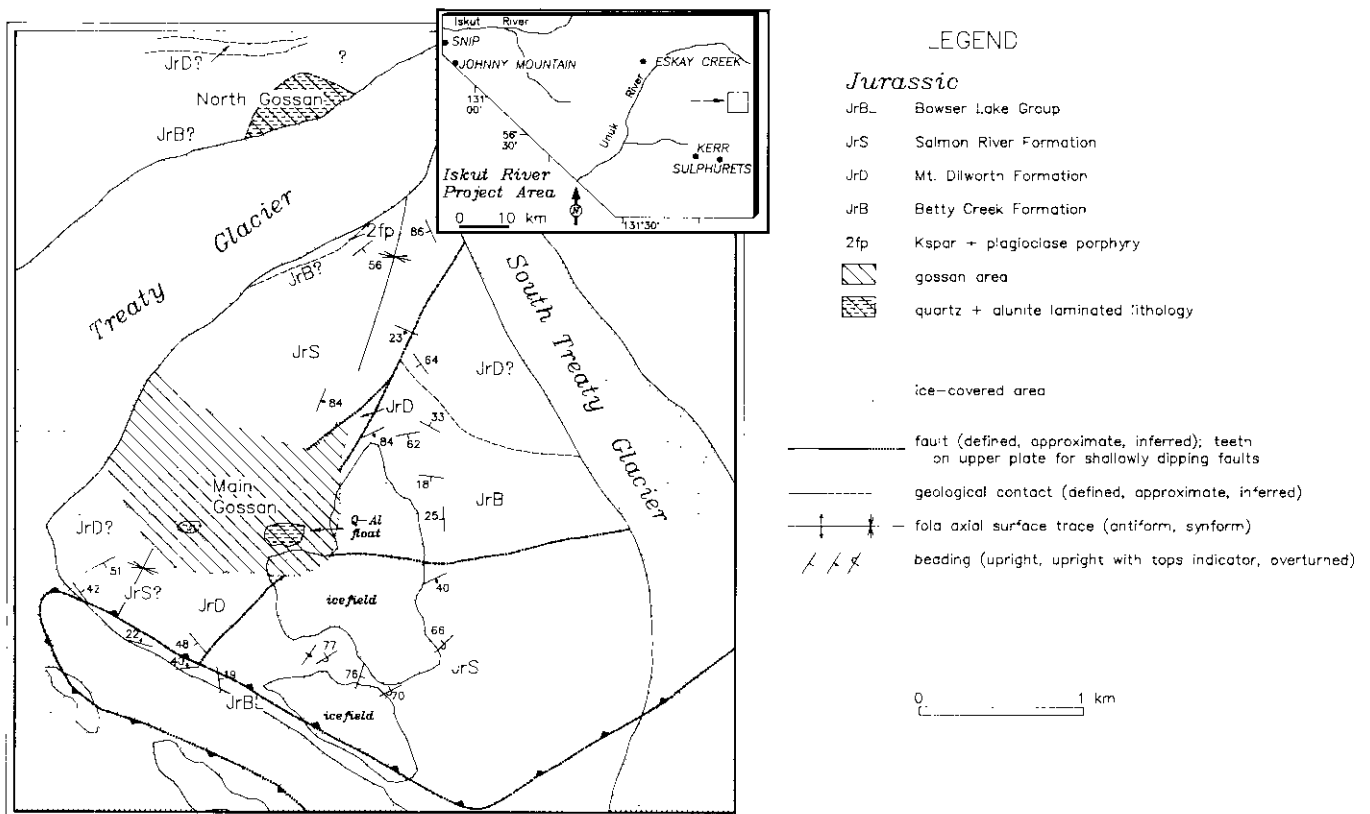 Iskut River
SNIP
JOHNNY MOUNTAIN
ESKAY CREEK
131°
00'
56°
30'
Unuk River
KERR
SULPHURETS
Iskut River
Project Area
0 10 km
N
131°30'
JrD?
?
North Gossan
JrB?
Treaty Glacier
South Treaty Glacier
2fp
86
56
JrB?
JrS
23
64
JrD?
84
JrD
33
84
62
Main
Gossan
18
JrB
25
Q-Al
float
JrD?
51
42
JrS?
JrD
icefield
40
22
48
40
19
66
77
76
JrS
70
JrBL
icefield
LEGEND
Jurassic
JrBL Bowser Lake Group
JrS Salmon River Formation
JrD Mt. Dilworth Formation
JrB Betty Creek Formation
2fp Kspar + plagioclase porphyry
gossan area
quartz + alunite laminated lithology
ice-covered area
fault (defined, approximate, inferred); teeth
on upper plate for shallowly dipping faults
geological contact (defined, approximate, inferred)
fola axial surface trace (antiform, synform)
beading (upright, upright with tops indicator, overturned)
0 1 km